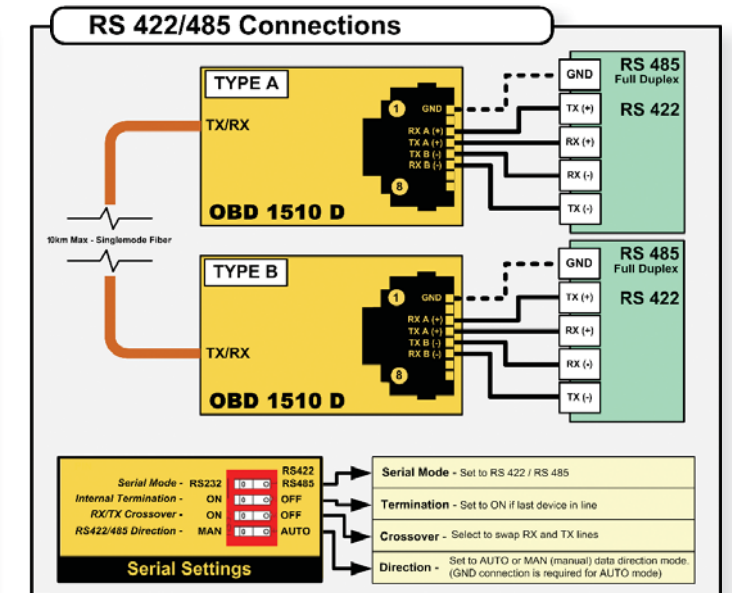 RS 422/485 Connections
TYPE A
TX/RX
1
GND
RX A (+)
TX A (+)
TX B (-)
RX B (-)
8
OBD 1510 D
GND
TX (+)
RX (+)
RX (-)
TX (-)
RS 485
Full Duplex
RS 422
10km Max - Singlemode Fiber
TYPE B
TX/RX
1
GND
RX A (+)
TX A (+)
TX B (-)
RX B (-)
8
OBD 1510 D
GND
TX (+)
RX (+)
RX (-)
TX (-)
RS 485
Full Duplex
RS 422
RS422
Serial Mode - RS232 RS485
Internal Termination - ON OFF
RX/TX Crossover - ON OFF
RS422/485 Direction - MAN AUTO
Serial Settings
Serial Mode - Set to RS 422 / RS 485
Termination - Set to ON if last device in line
Crossover - Select to swap RX and TX lines
Direction - Set to AUTO or MAN (manual) data direction mode.
(GND connection is required for AUTO mode)